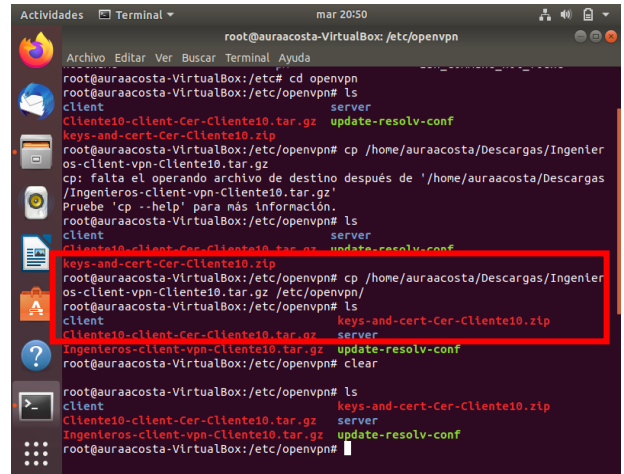 Actividades Terminal mar 20:50
root@auraacosta-VirtualBox: /etc/openvpn
Archivo Editar Ver Buscar Terminal Ayuda
root@auraacosta-VirtualBox:/etc# cd openvpn
root@auraacosta-VirtualBox:/etc/openvpn# ls
client server
Cliente10-client-Cer-Cliente10.tar.gz update-resolv-conf
keys-and-cert-Cer-Cliente10.zip
root@auraacosta-VirtualBox:/etc/openvpn# cp /home/auraacosta/Descargas/Ingenier
os-client-vpn-Cliente10.tar.gz
cp: falta el operando archivo de destino después de '/home/auraacosta/Descargas
/Ingenieros-client-vpn-Cliente10.tar.gz'
Pruebe 'cp --help' para más información.
root@auraacosta-VirtualBox:/etc/openvpn# ls
client server
Cliente10-client-Cer-Cliente10.tar.gz update-resolv-conf
keys-and-cert-Cer-Cliente10.zip
root@auraacosta-VirtualBox:/etc/openvpn# cp /home/auraacosta/Descargas/Ingenier
os-client-vpn-Cliente10.tar.gz /etc/openvpn/
root@auraacosta-VirtualBox:/etc/openvpn# ls
client keys-and-cert-Cer-Cliente10.zip
Cliente10-client-Cer-Cliente10.tar.gz server
Ingenieros-client-vpn-Cliente10.tar.gz update-resolv-conf
root@auraacosta-VirtualBox:/etc/openvpn# clear
root@auraacosta-VirtualBox:/etc/openvpn# ls
client keys-and-cert-Cer-Cliente10.zip
Cliente10-client-Cer-Cliente10.tar.gz server
Ingenieros-client-vpn-Cliente10.tar.gz update-resolv-conf
root@auraacosta-VirtualBox:/etc/openvpn#